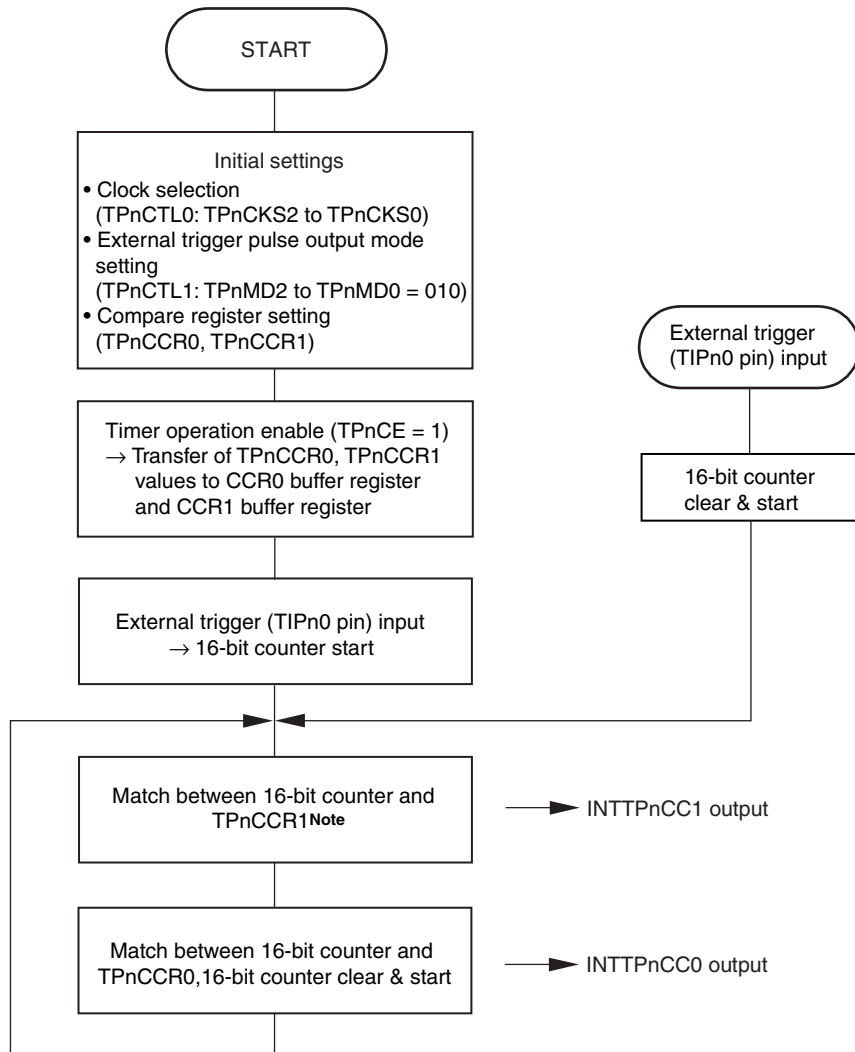 START
Initial settings
• Clock selection
(TPnCTL0: TPnCKS2 to TPnCKS0)
• External trigger pulse output mode
setting
(TPnCTL1: TPnMD2 to TPnMD0 = 010)
• Compare register setting
(TPnCCR0, TPnCCR1)
External trigger
(TIPn0 pin) input
Timer operation enable (TPnCE = 1)
→ Transfer of TPnCCR0, TPnCCR1
values to CCR0 buffer register
and CCR1 buffer register
16-bit counter
clear & start
External trigger (TIPn0 pin) input
→ 16-bit counter start
Match between 16-bit counter and
TPnCCR1Note
INTTPnCC1 output
Match between 16-bit counter and
TPnCCR0,16-bit counter clear & start
INTTPnCC0 output